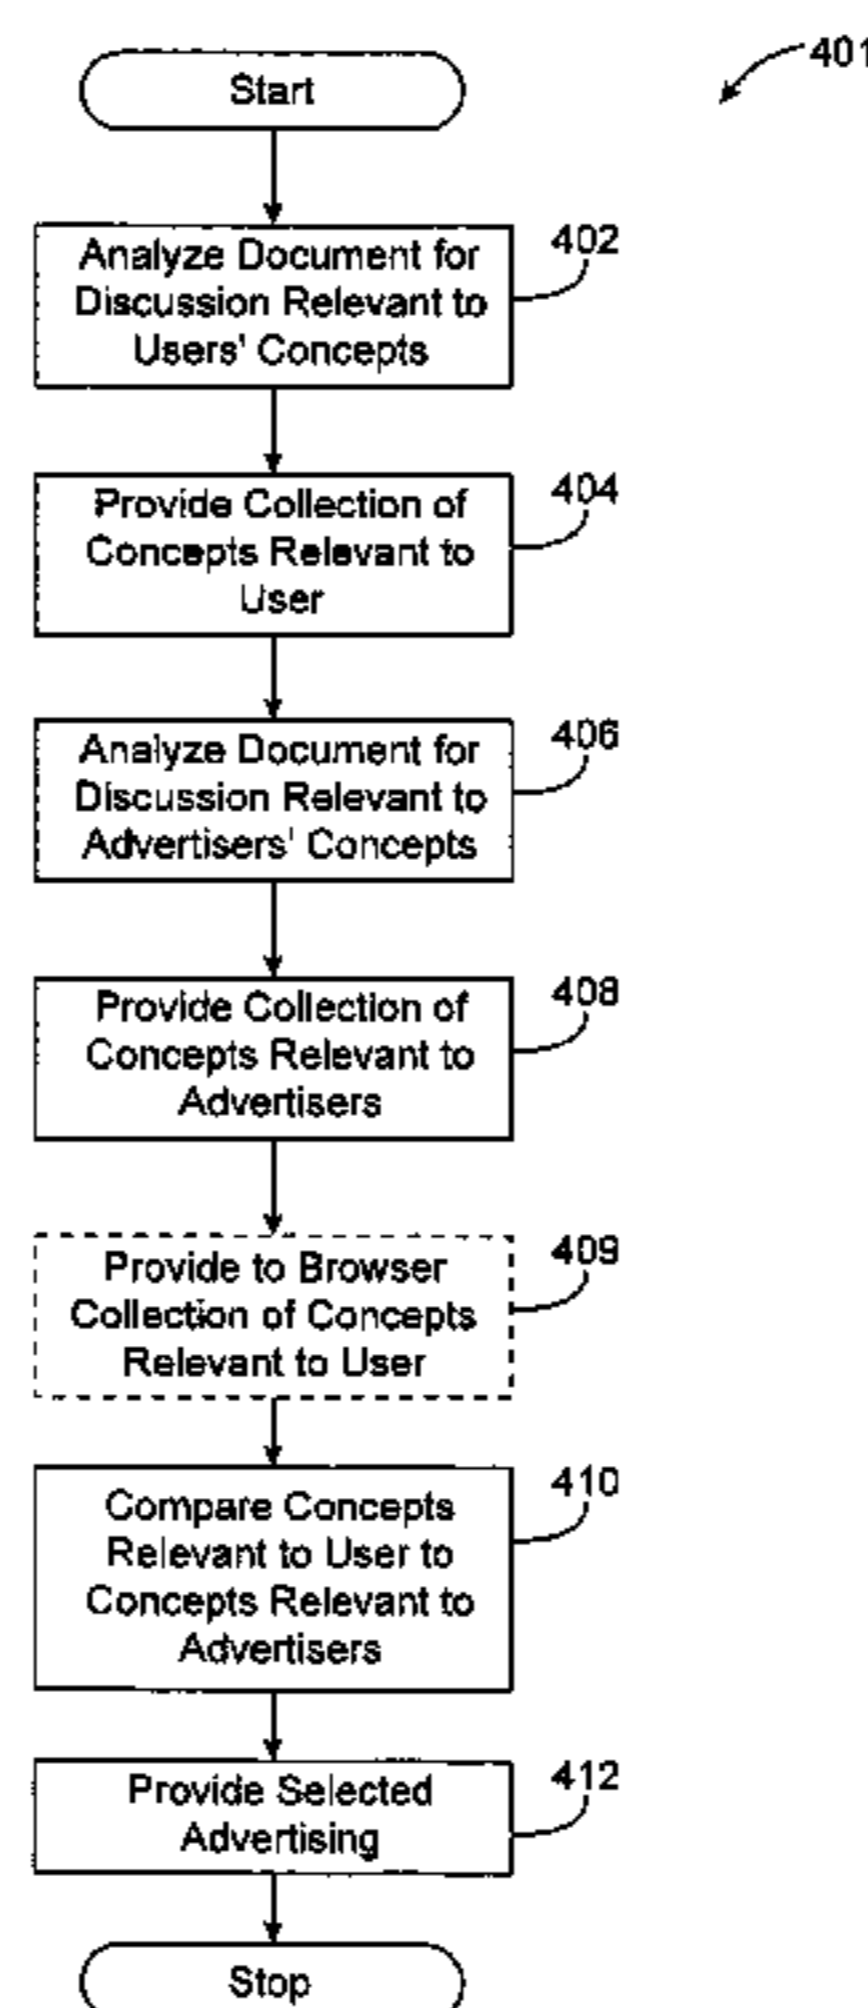 401
Start
Analyze Document for
Discussion Relevant to
Users' Concepts
402
Provide Collection of
Concepts Relevant to
User
404
Analyze Document for
Discussion Relevant to
Advertisers' Concepts
406
Provide Collection of
Concepts Relevant to
Advertisers
408
Provide to Browser
Collection of Concepts
Relevant to User
409
Compare Concepts
Relevant to User to
Concepts Relevant to
Advertisers
410
Provide Selected
Advertising
412
Stop